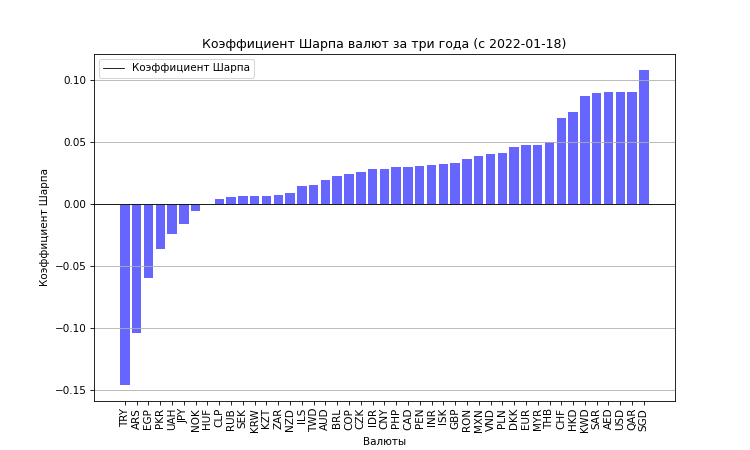 Коэффициент Шарпа валют за три года (с 2022-01-18)
Коэффициент Шарпа
0.10
0.05
0.00
−0.05
−0.10
−0.15
Коэффициент Шарпа
TRY ARS EGP PKR UAH JPY NOK HUF CLP RUB SEK KRW KZT ZAR NZD ILS TWD AUD BRL COP CZK IDR CNY PHP CAD PEN INR ISK GBP RON MXN VND PLN DKK EUR MYR THB CHF HKD KWD SAR AED USD QAR SGD
Валюты